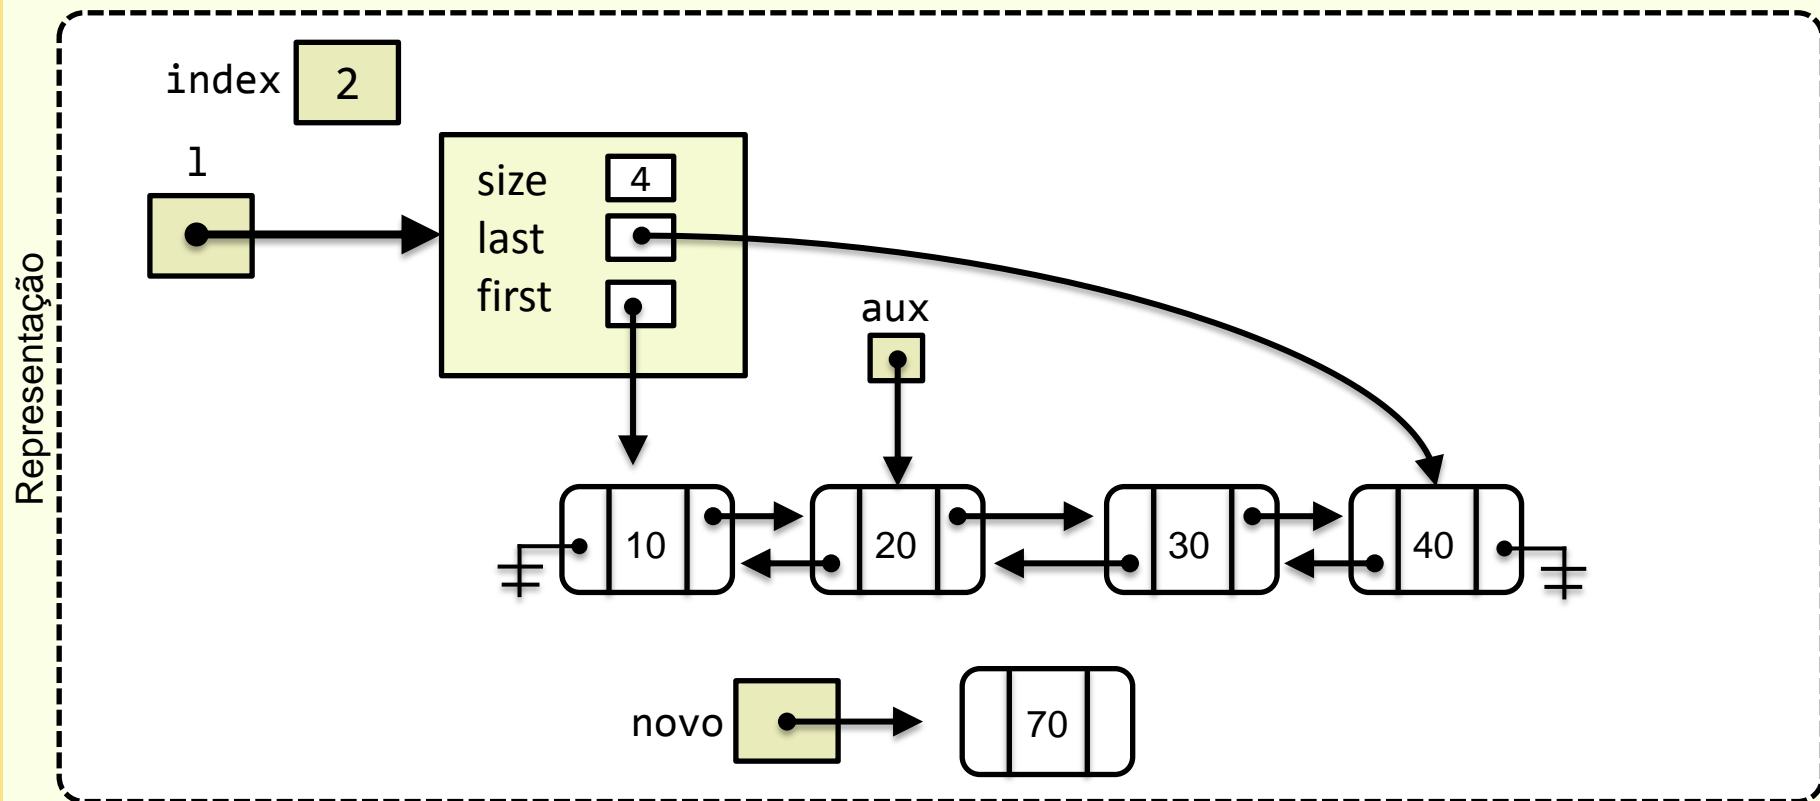 Representação
index 2
l
size 4
last
first
aux
10 20 30 40
novo 70